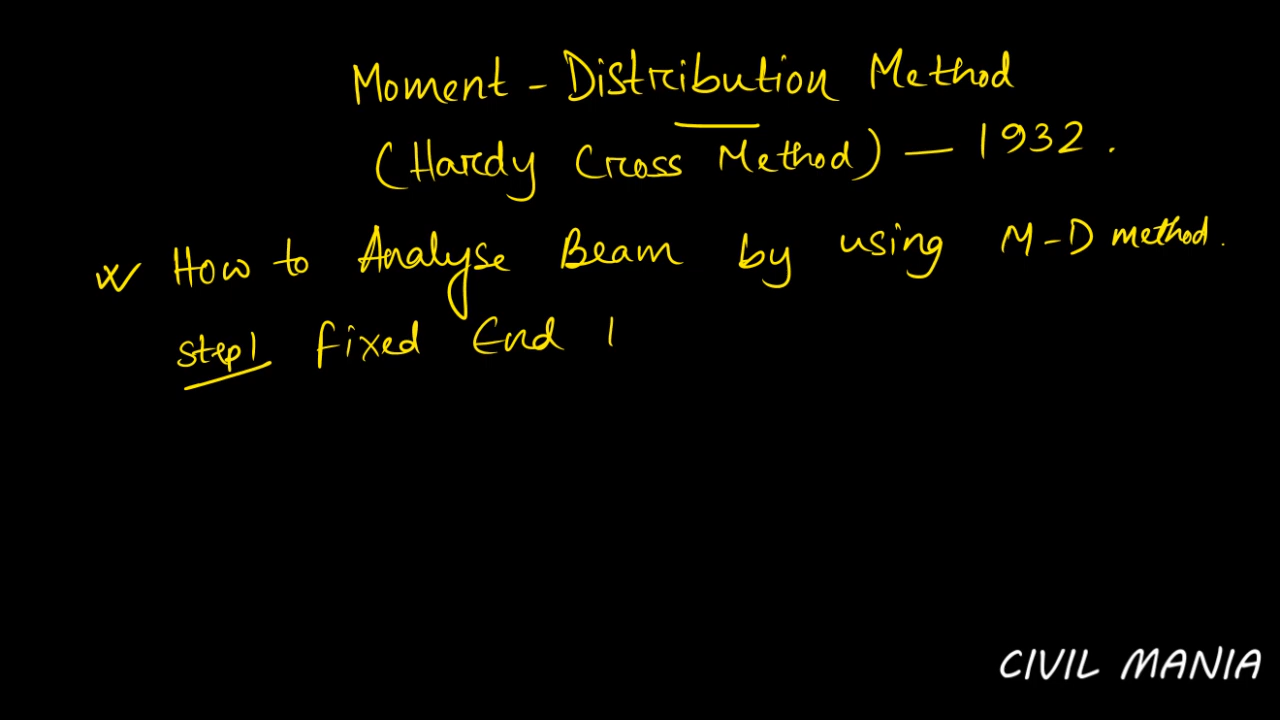 Moment - Distribution Method
(Hardy Cross Method) — 1932.
How to Analyse Beam by using M-D method.
Step1 Fixed End
CIVIL MANIA